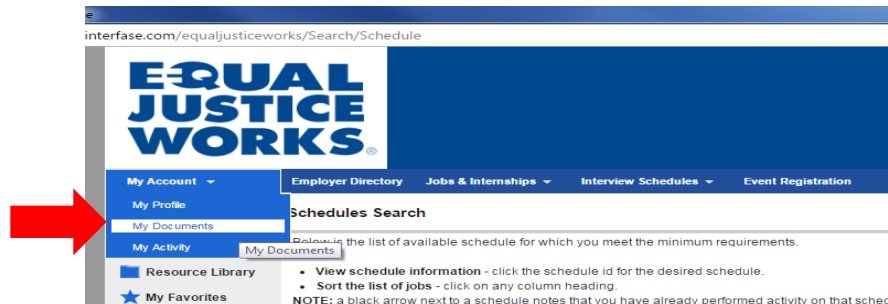 interfase.com/equaljusticeworks/Search/Schedule
EQUAL
JUSTICE
WORKS®
My Account
Employer Directory
Jobs & Internships
Interview Schedules
Event Registration
My Profile
My Documents
My Activity
My Documents
Resource Library
My Favorites
Schedules Search
Below is the list of available schedule for which you meet the minimum requirements.
• View schedule information - click the schedule id for the desired schedule.
• Sort the list of jobs - click on any column heading.
NOTE: a black arrow next to a schedule notes that you have already performed activity on that sched